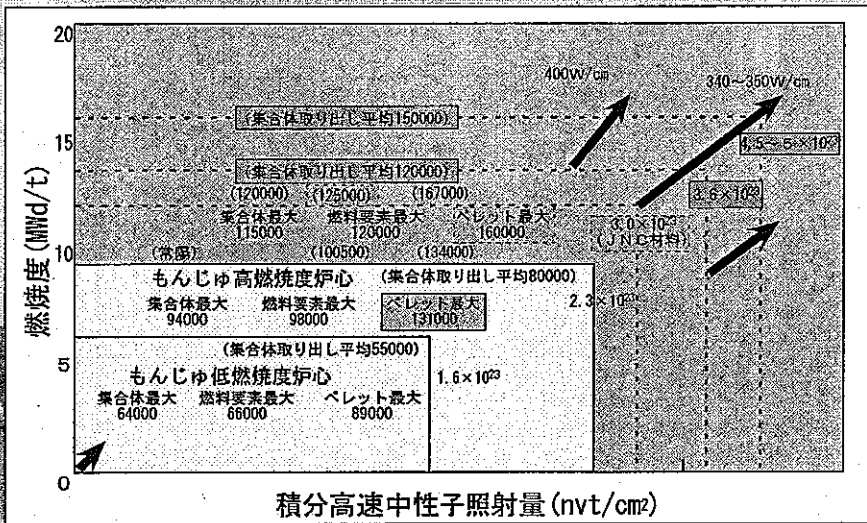 20
15
10
5
0
燃焼度(MWd/t)
400W/cm
340～350W/cm
(集合体取り出し平均150000)
4.5～5×10²³
(集合体取り出し平均120000)
(120000) (125000) (167000)
3.6×10²³
集合体最大 燃料要素最大 ペレット最大
115000 120000 160000
3.0×10²³
(JNC材料)
(常陽) (100500) (134000)
もんじゅ高燃焼度炉心 (集合体取り出し平均80000)
集合体最大 燃料要素最大 ペレット最大
94000 98000 131000
2.3×10²³
(集合体取り出し平均55000)
もんじゅ低燃焼度炉心
1.6×10²³
集合体最大 燃料要素最大 ペレット最大
64000 66000 89000
積分高速中性子照射量(nvt/cm²)